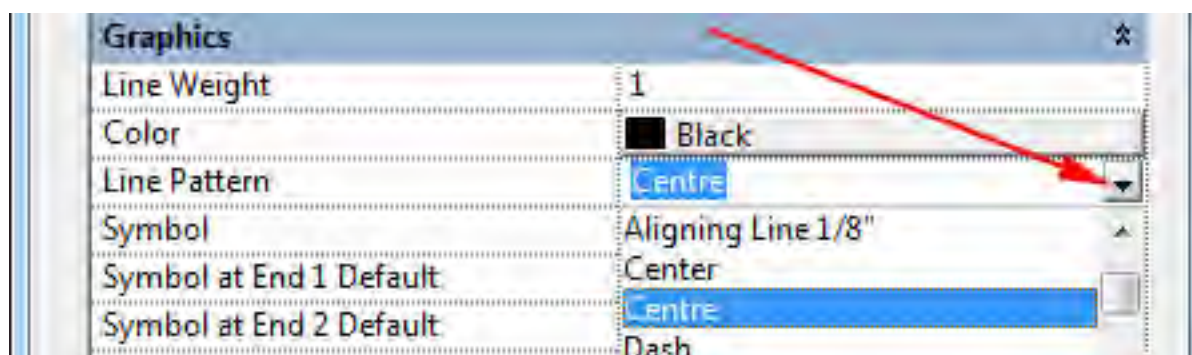 Graphics
Line Weight 1
Color Black
Line Pattern Centre
Symbol Aligning Line 1/8"
Symbol at End 1 Default Center
Centre
Symbol at End 2 Default
Dash